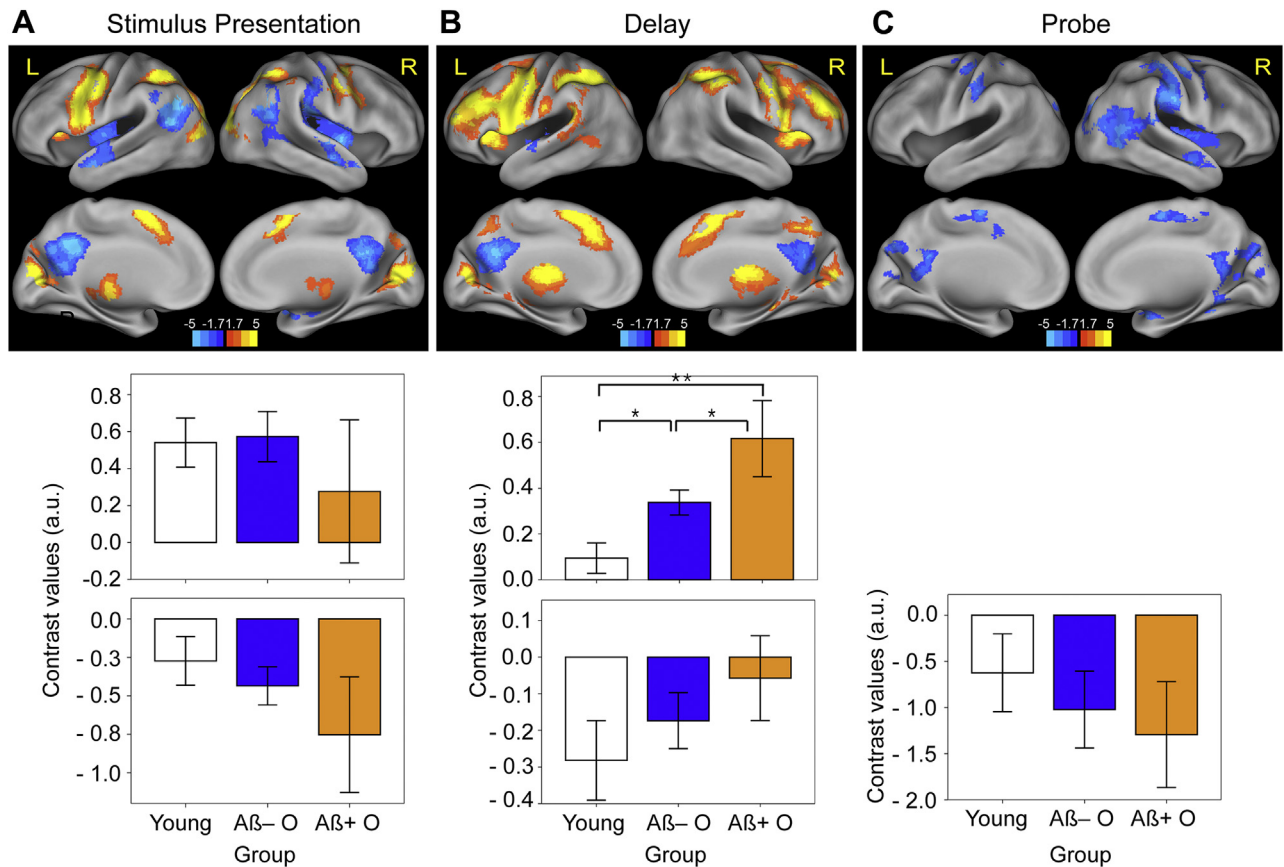 A Stimulus Presentation
B Delay
C Probe
L R
L R
L R
-5 -1.71.7 5
-5 -1.71.7 5
-5 -1.71.7 5
Contrast values (a.u.)
0.8
0.6
0.4
0.2
0.0
-0.2
0.0
- 0.3
- 0.5
- 0.8
- 1.0
Young Aß– O Aß+ O
Group
Contrast values (a.u.)
0.8
0.6
0.4
0.2
0.0
** 
* *
0.1
0.0
- 0.1
- 0.2
- 0.3
- 0.4
Young Aß– O Aß+ O
Group
Contrast values (a.u.)
0.0
- 0.5
- 1.0
- 1.5
- 2.0
Young Aß– O Aß+ O
Group